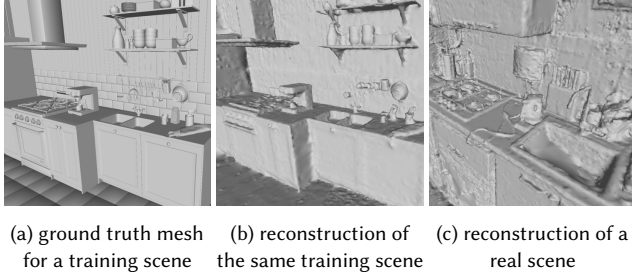 (a) ground truth mesh
for a training scene
(b) reconstruction of
the same training scene
(c) reconstruction of a
real scene